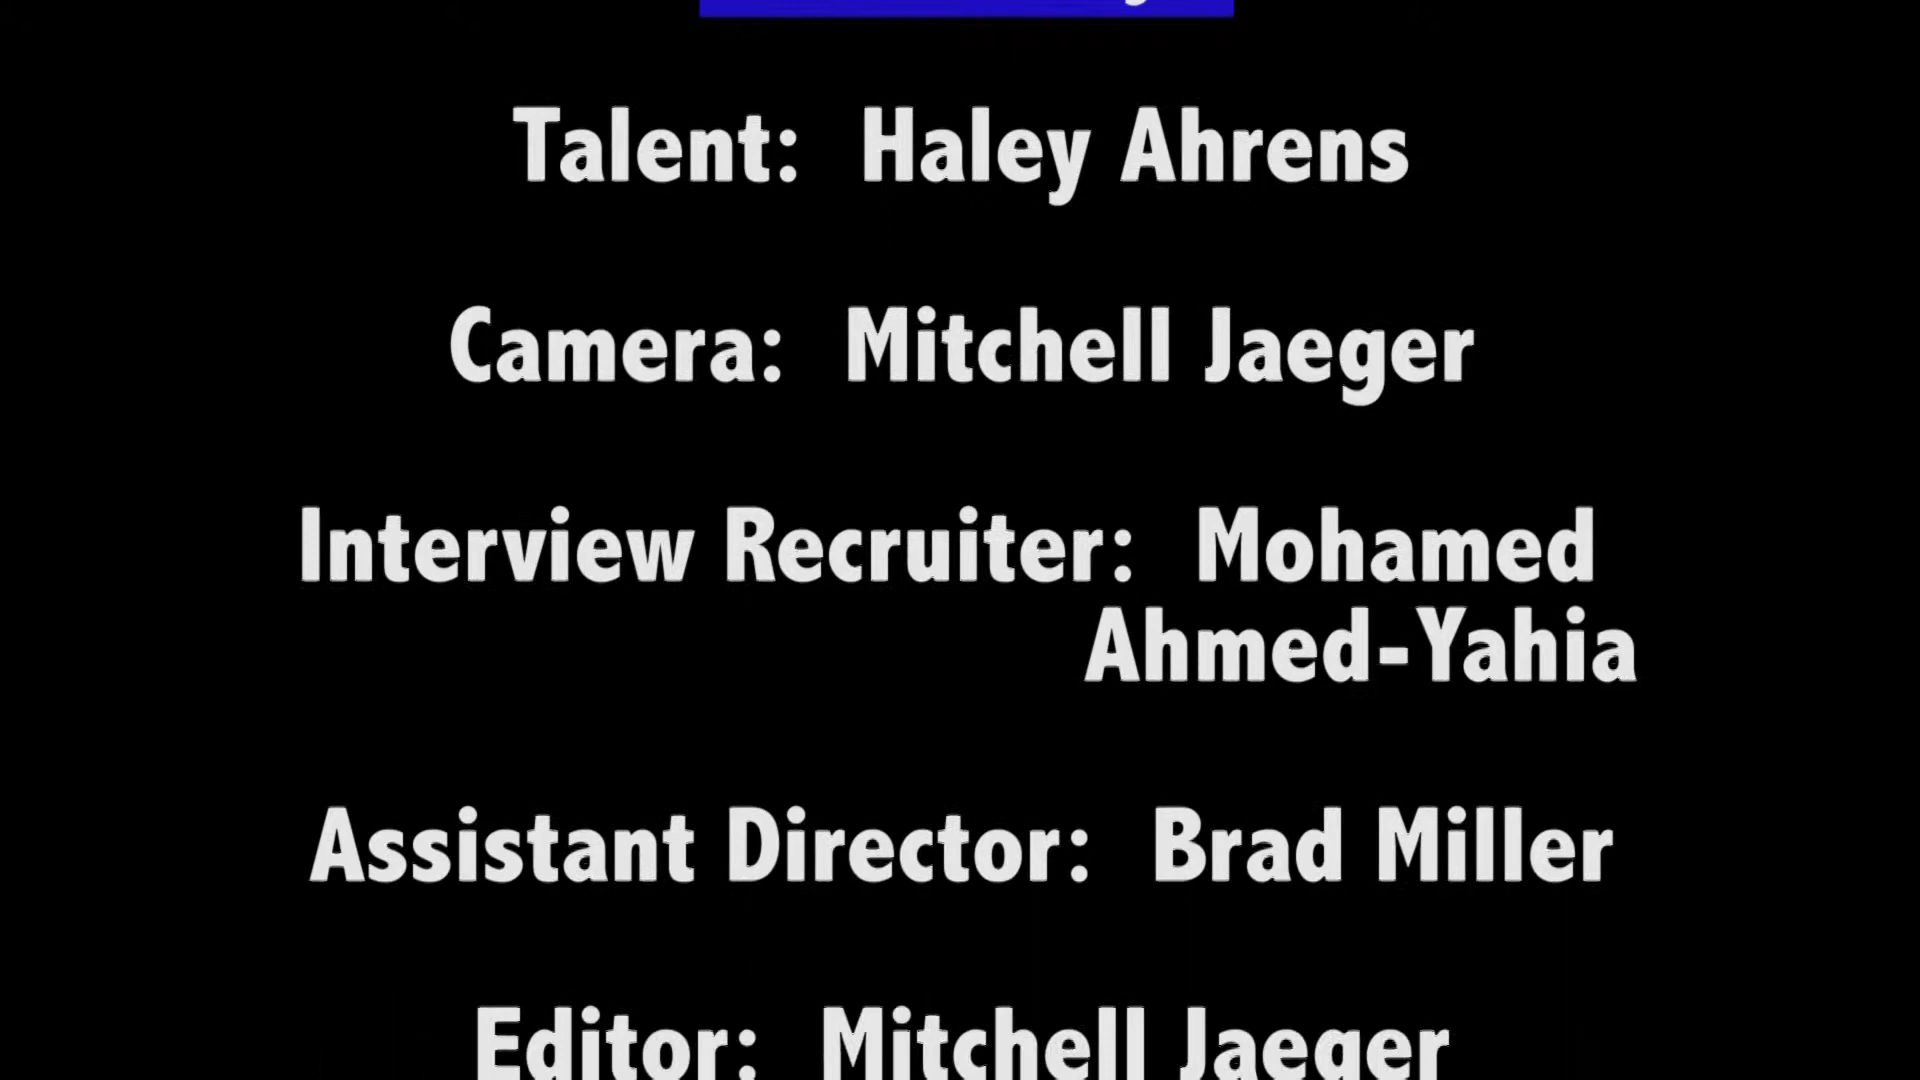 Talent: Haley Ahrens
Camera: Mitchell Jaeger
Interview Recruiter: Mohamed
Ahmed-Yahia
Assistant Director: Brad Miller
Editor: Mitchell Jaeger